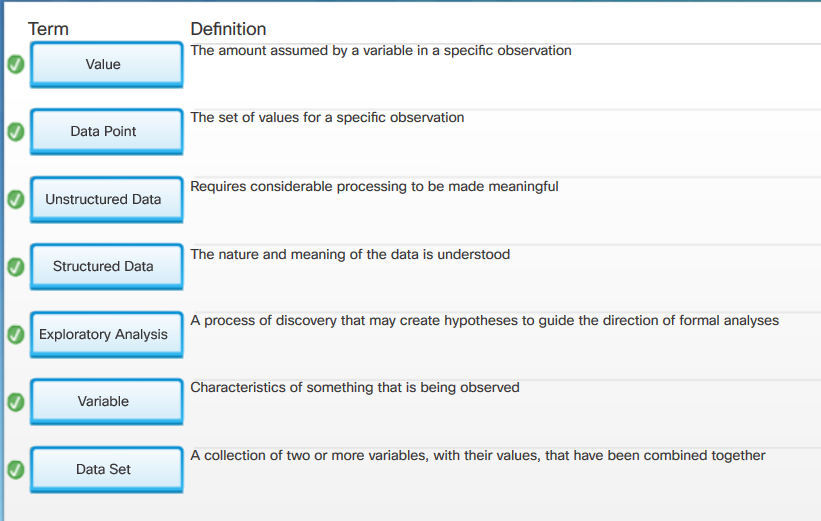 Term Definition
Value The amount assumed by a variable in a specific observation
Data Point The set of values for a specific observation
Unstructured Data Requires considerable processing to be made meaningful
Structured Data The nature and meaning of the data is understood
Exploratory Analysis A process of discovery that may create hypotheses to guide the direction of formal analyses
Variable Characteristics of something that is being observed
Data Set A collection of two or more variables, with their values, that have been combined together